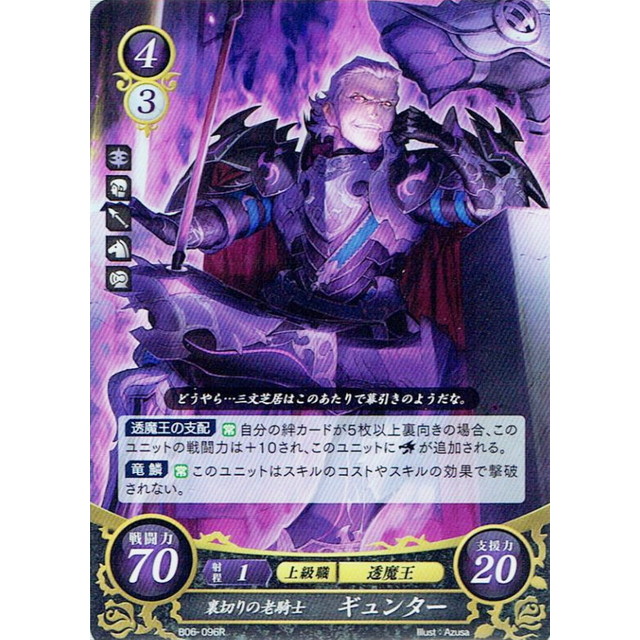 4
3
どうやら…三文芝居はこのあたりで幕引きのようだな。
透魔王の支配 常 自分の絆カードが5枚以上裏向きの場合、この
ユニットの戦闘力は+10され、このユニットに が追加される。
竜鱗 常 このユニットはスキルのコストやスキルの効果で撃破
されない。
戦闘力 70
射程 1 上級職 透魔王
支援力 20
裏切りの老騎士 ギュンター
B06-096R
Illust:Azusa